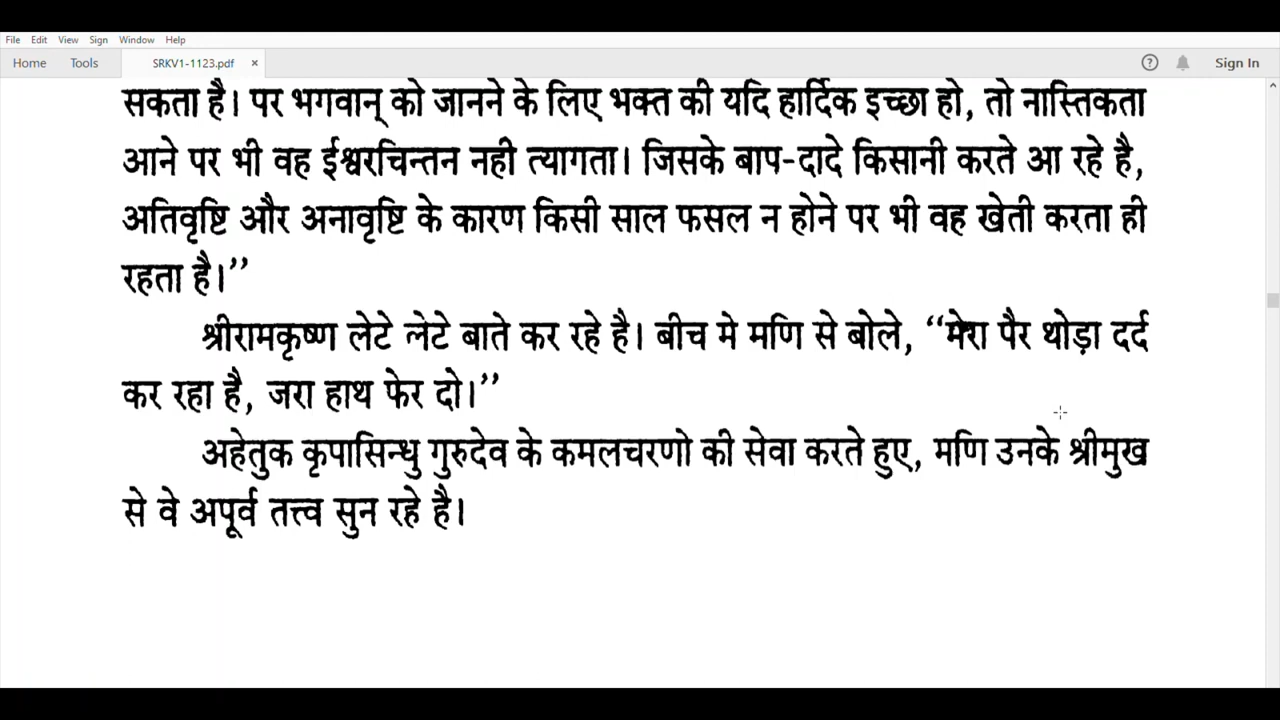 File Edit View Sign Window Help
Home Tools SRKV1-1123.pdf × ? Sign In
सकता है। पर भगवान् को जानने के लिए भक्त की यदि हार्दिक इच्छा हो, तो नास्तिकता
आने पर भी वह ईश्वरचिन्तन नही त्यागता। जिसके बाप-दादे किसानी करते आ रहे है,
अतिवृष्टि और अनावृष्टि के कारण किसी साल फसल न होने पर भी वह खेती करता ही
रहता है।’’
श्रीरामकृष्ण लेटे लेटे बाते कर रहे है। बीच मे मणि से बोले, ‘‘मेरा पैर थोड़ा दर्द
कर रहा है, जरा हाथ फेर दो।’’
अहेतुक कृपासिन्धु गुरुदेव के कमलचरणो की सेवा करते हुए, मणि उनके श्रीमुख
से वे अपूर्व तत्त्व सुन रहे है।